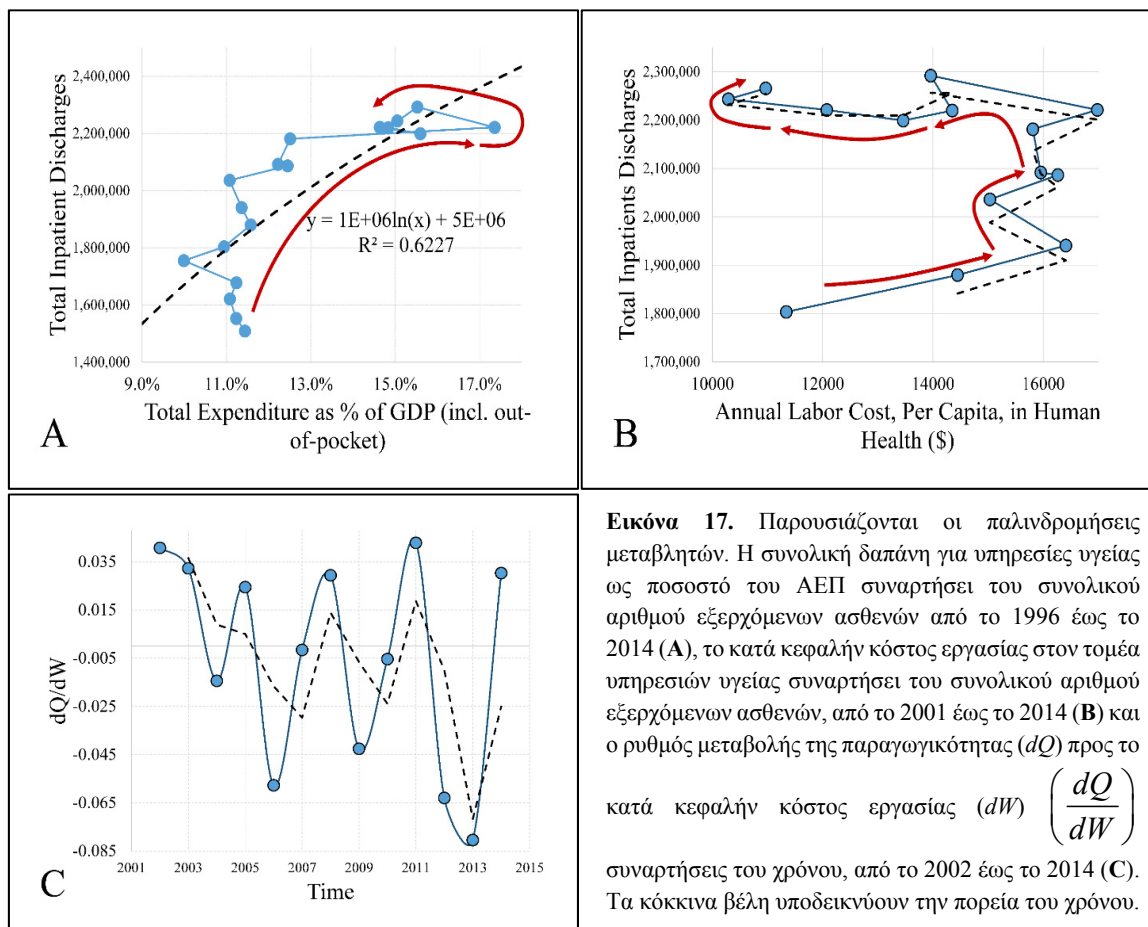 Total Inpatient Discharges
2,400,000
2,200,000
2,000,000
1,800,000
1,600,000
1,400,000
y = 1E+06ln(x) + 5E+06
R² = 0.6227
9.0% 11.0% 13.0% 15.0% 17.0%
Total Expenditure as % of GDP (incl. out-
of-pocket)
A
Total Inpatients Discharges
2,300,000
2,200,000
2,100,000
2,000,000
1,900,000
1,800,000
1,700,000
10000 12000 14000 16000
Annual Labor Cost, Per Capita, in Human
Health ($)
B
dQ/dW
0.035
0.015
-0.005
-0.025
-0.045
-0.065
-0.085
2001 2003 2005 2007 2009 2011 2013 2015
Time
C
Εικόνα 17. Παρουσιάζονται οι παλινδρομήσεις
μεταβλητών. Η συνολική δαπάνη για υπηρεσίες υγείας
ως ποσοστό του ΑΕΠ συναρτήσει του συνολικού
αριθμού εξερχόμενων ασθενών από το 1996 έως το
2014 (A), το κατά κεφαλήν κόστος εργασίας στον τομέα
υπηρεσιών υγείας συναρτήσει του συνολικού αριθμού
εξερχόμενων ασθενών, από το 2001 έως το 2014 (B) και
ο ρυθμός μεταβολής της παραγωγικότητας (dQ) προς το
κατά κεφαλήν κόστος εργασίας (dW) (dQ/dW)
συναρτήσεις του χρόνου, από το 2002 έως το 2014 (C).
Τα κόκκινα βέλη υποδεικνύουν την πορεία του χρόνου.